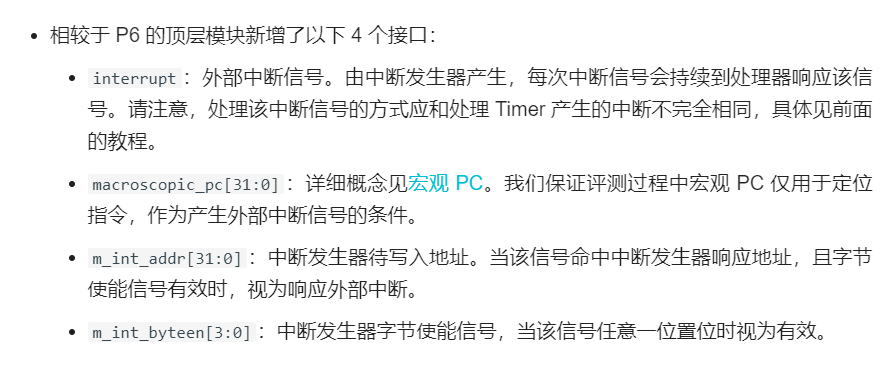 • 相较于 P6 的顶层模块新增了以下 4 个接口：
• interrupt：外部中断信号。由中断发生器产生，每次中断信号会持续到处理器响应该信
号。请注意，处理该中断信号的方式应和处理 Timer 产生的中断不完全相同，具体见前面
的教程。
• macroscopic_pc[31:0]：详细概念见宏观 PC。我们保证评测过程中宏观 PC 仅用于定位
指令，作为产生外部中断信号的条件。
• m_int_addr[31:0]：中断发生器待写入地址。当该信号命中中断发生器响应地址，且字节
使能信号有效时，视为响应外部中断。
• m_int_byteen[3:0]：中断发生器字节使能信号，当该信号任意一位置位时视为有效。